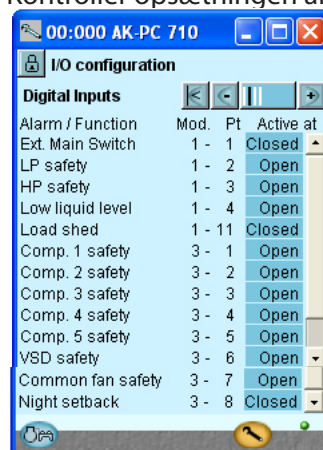 Kontroller opsætningen af
00:000 AK-PC 710
I/O configuration
Digital Inputs
Alarm / Function Mod. Pt Active at
Ext. Main Switch 1 - 1 Closed
LP safety 1 - 2 Open
HP safety 1 - 3 Open
Low liquid level 1 - 4 Open
Load shed 1 - 11 Closed
Comp. 1 safety 3 - 1 Open
Comp. 2 safety 3 - 2 Open
Comp. 3 safety 3 - 3 Open
Comp. 4 safety 3 - 4 Open
Comp. 5 safety 3 - 5 Open
VSD safety 3 - 6 Open
Common fan safety 3 - 7 Open
Night setback 3 - 8 Closed